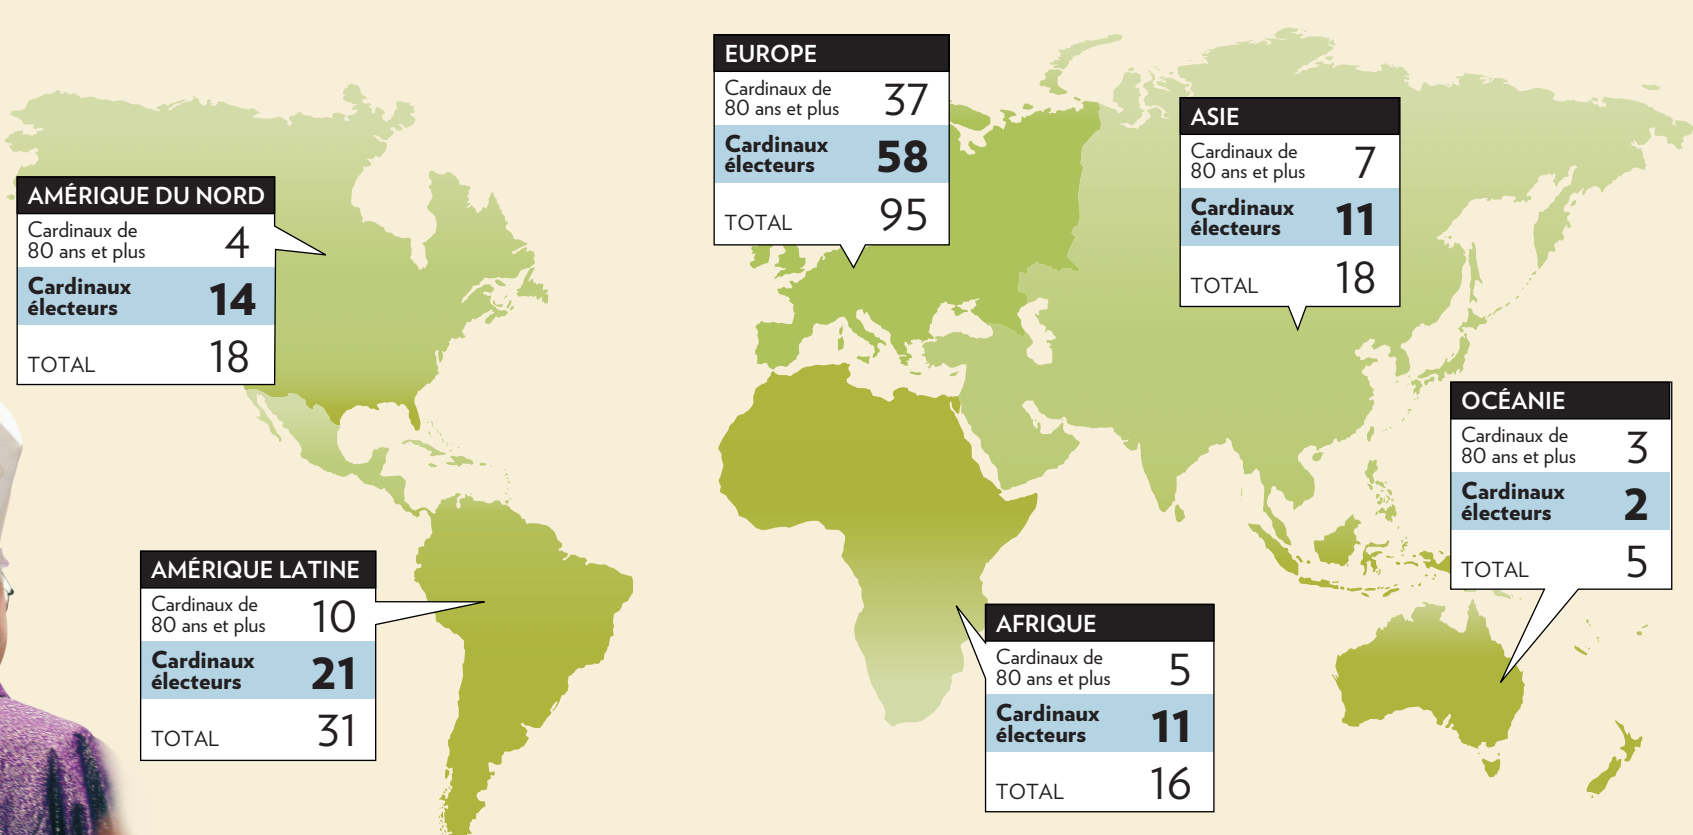 EUROPE
Cardinaux de
80 ans et plus 37
Cardinaux
électeurs 58
TOTAL 95
ASIE
Cardinaux de
80 ans et plus 7
Cardinaux
électeurs 11
TOTAL 18
AMÉRIQUE DU NORD
Cardinaux de
80 ans et plus 4
Cardinaux
électeurs 14
TOTAL 18
OCÉANIE
Cardinaux de
80 ans et plus 3
Cardinaux
électeurs 2
TOTAL 5
AMÉRIQUE LATINE
Cardinaux de
80 ans et plus 10
Cardinaux
électeurs 21
TOTAL 31
AFRIQUE
Cardinaux de
80 ans et plus 5
Cardinaux
électeurs 11
TOTAL 16